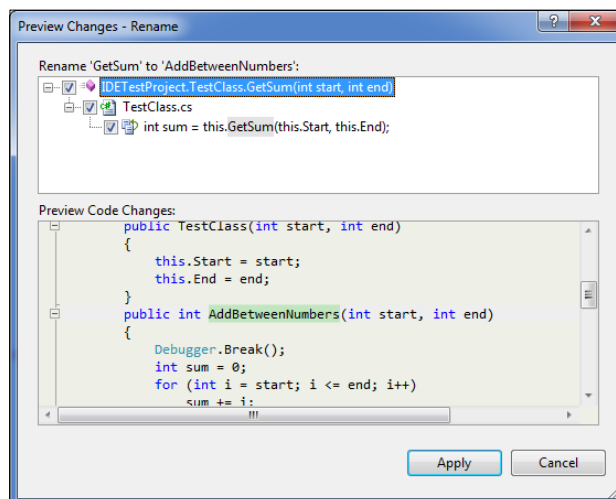 Preview Changes - Rename
Rename 'GetSum' to 'AddBetweenNumbers':
IDETestProject.TestClass.GetSum(int start, int end)
TestClass.cs
int sum = this.GetSum(this.Start, this.End);
Preview Code Changes:
public TestClass(int start, int end)
{
this.Start = start;
this.End = end;
}
public int AddBetweenNumbers(int start, int end)
{
Debugger.Break();
int sum = 0;
for (int i = start; i <= end; i++)
sum += i;
Apply
Cancel